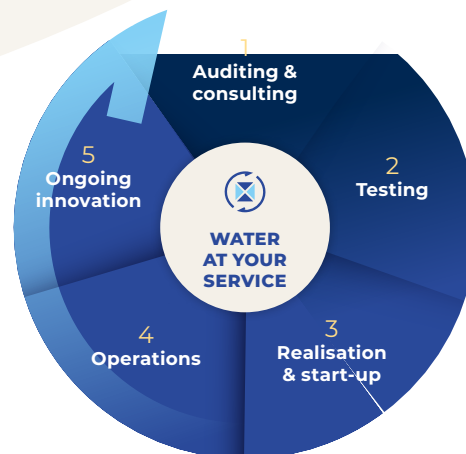 1
Auditing &
consulting
2
Testing
3
Realisation
& start-up
4
Operations
5
Ongoing
innovation
WATER
AT YOUR
SERVICE